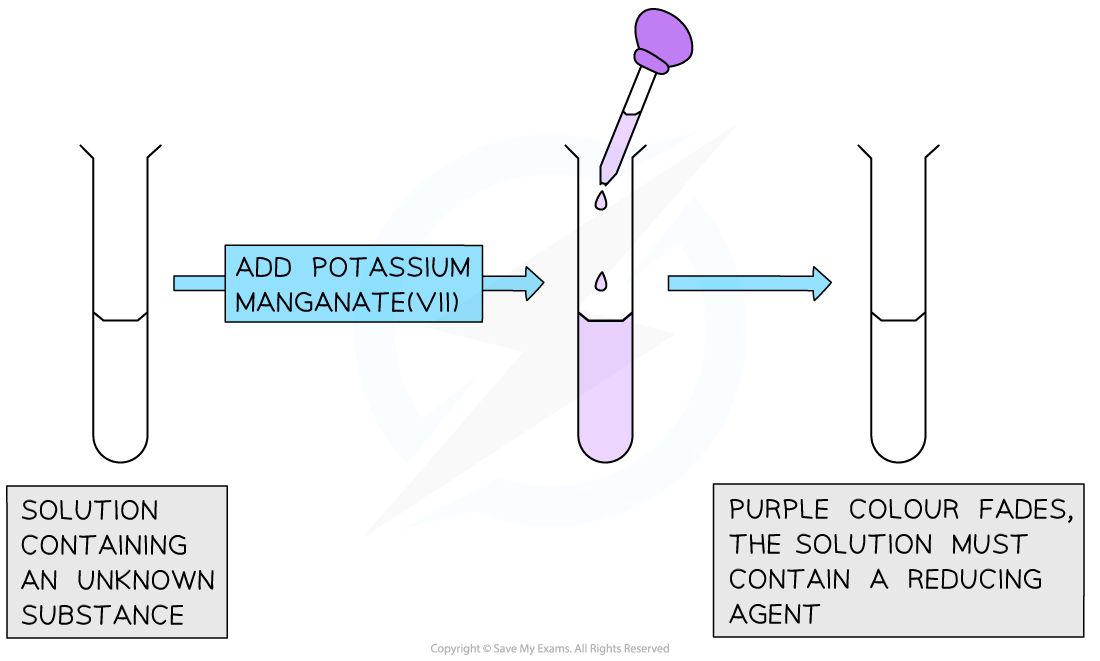 ADD POTASSIUM
MANGANATE(VII)
SOLUTION
CONTAINING
AN UNKNOWN
SUBSTANCE
PURPLE COLOUR FADES,
THE SOLUTION MUST
CONTAIN A REDUCING
AGENT
Copyright © Save My Exams. All Rights Reserved